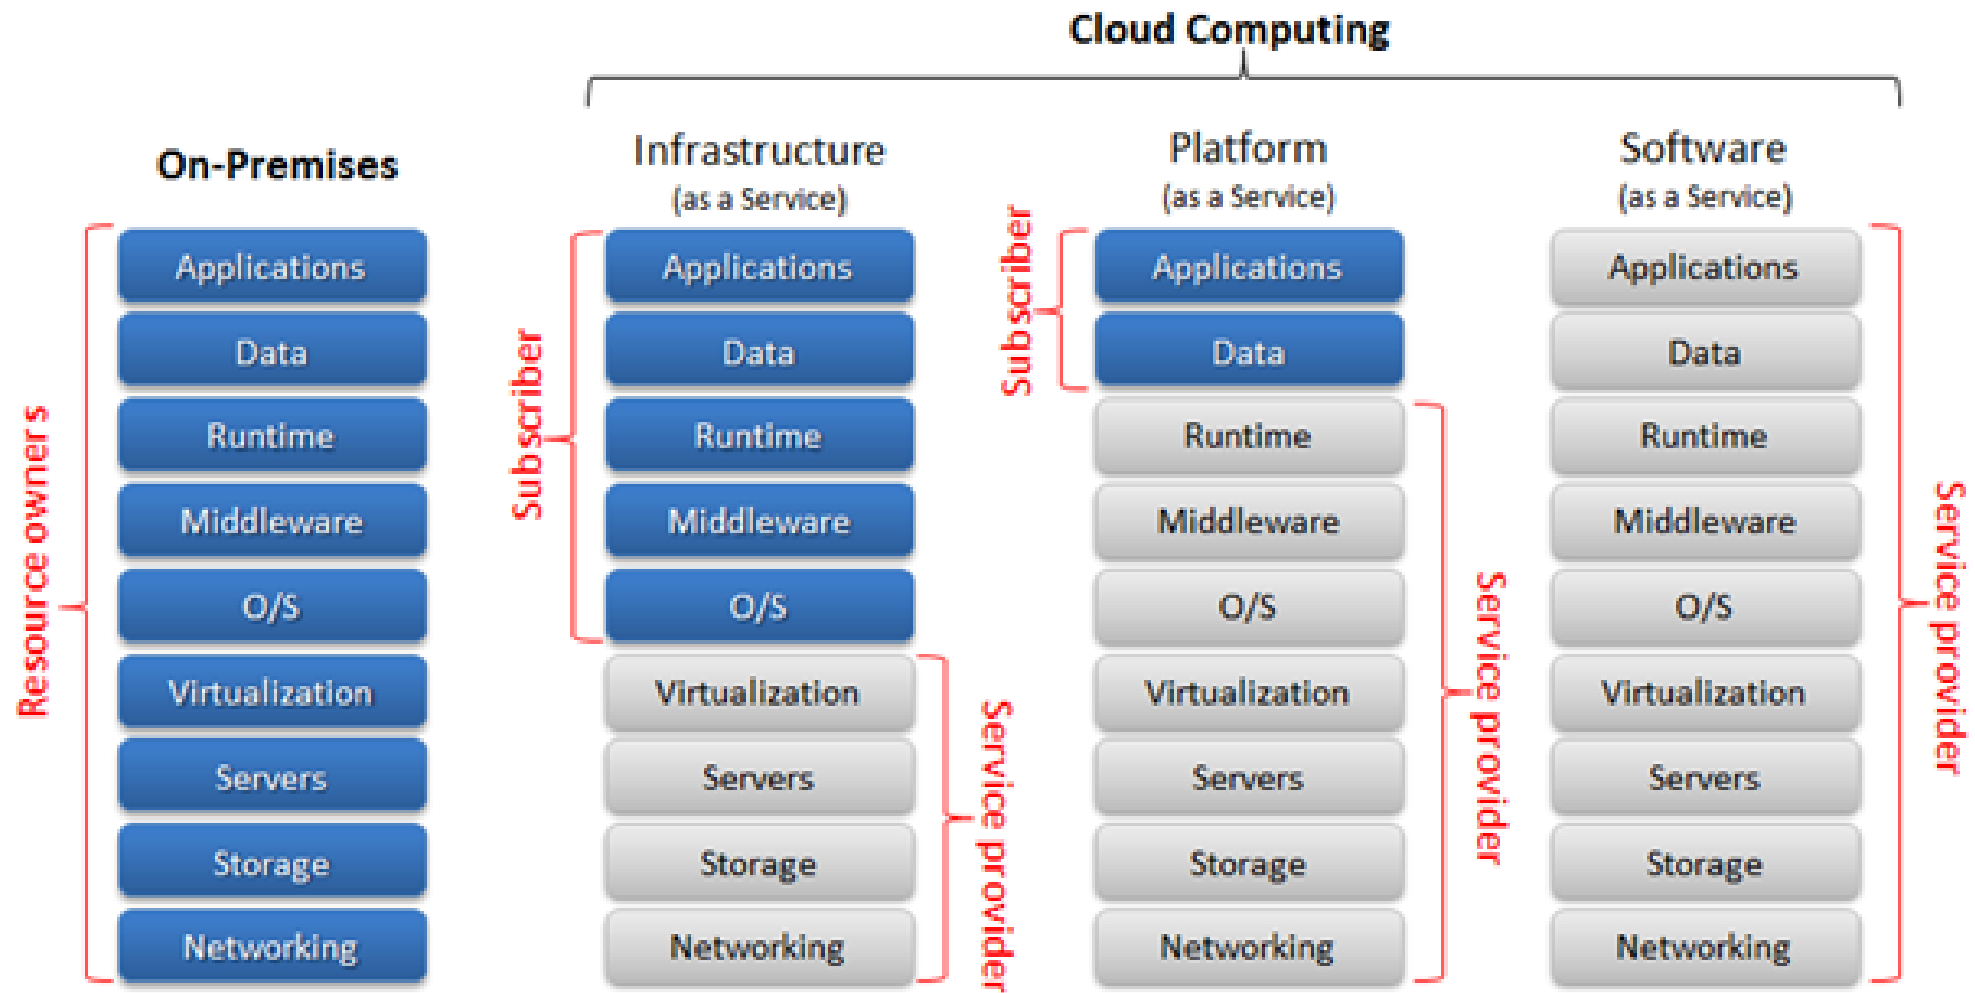 Cloud Computing
On-Premises
Resource owners
Applications
Data
Runtime
Middleware
O/S
Virtualization
Servers
Storage
Networking
Infrastructure
(as a Service)
Subscriber
Applications
Data
Runtime
Middleware
O/S
Virtualization
Servers
Storage
Networking
Service provider
Platform
(as a Service)
Subscriber
Applications
Data
Runtime
Middleware
O/S
Virtualization
Servers
Storage
Networking
Service provider
Software
(as a Service)
Applications
Data
Runtime
Middleware
O/S
Virtualization
Servers
Storage
Networking
Service provider